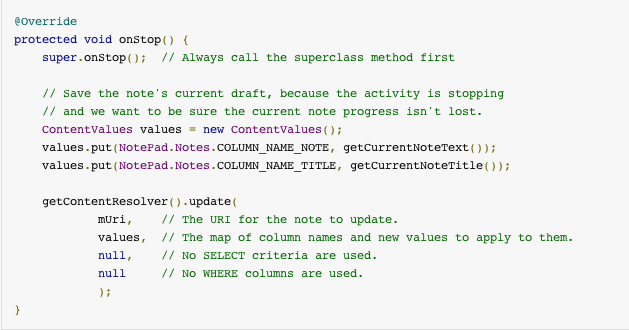 @Override
protected void onStop() {
    super.onStop();  // Always call the superclass method first

    // Save the note's current draft, because the activity is stopping
    // and we want to be sure the current note progress isn't lost.
    ContentValues values = new ContentValues();
    values.put(NotePad.Notes.COLUMN_NAME_NOTE, getCurrentNoteText());
    values.put(NotePad.Notes.COLUMN_NAME_TITLE, getCurrentNoteTitle());

    getContentResolver().update(
            mUri,    // The URI for the note to update.
            values,  // The map of column names and new values to apply to them.
            null,    // No SELECT criteria are used.
            null     // No WHERE columns are used.
            );
}